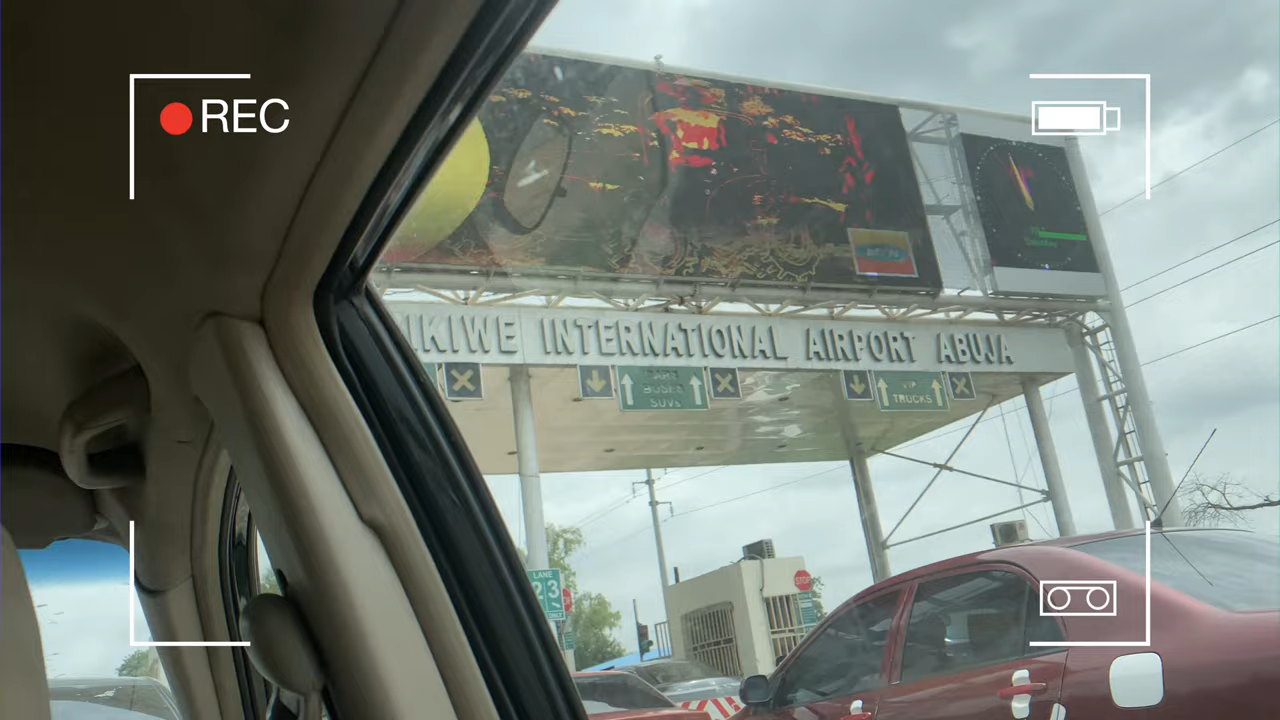 REC
IKIWE INTERNATIONAL AIRPORT ABUJA
BUSES
SUVs
VIP
TRUCKS
LANE
23
STOP